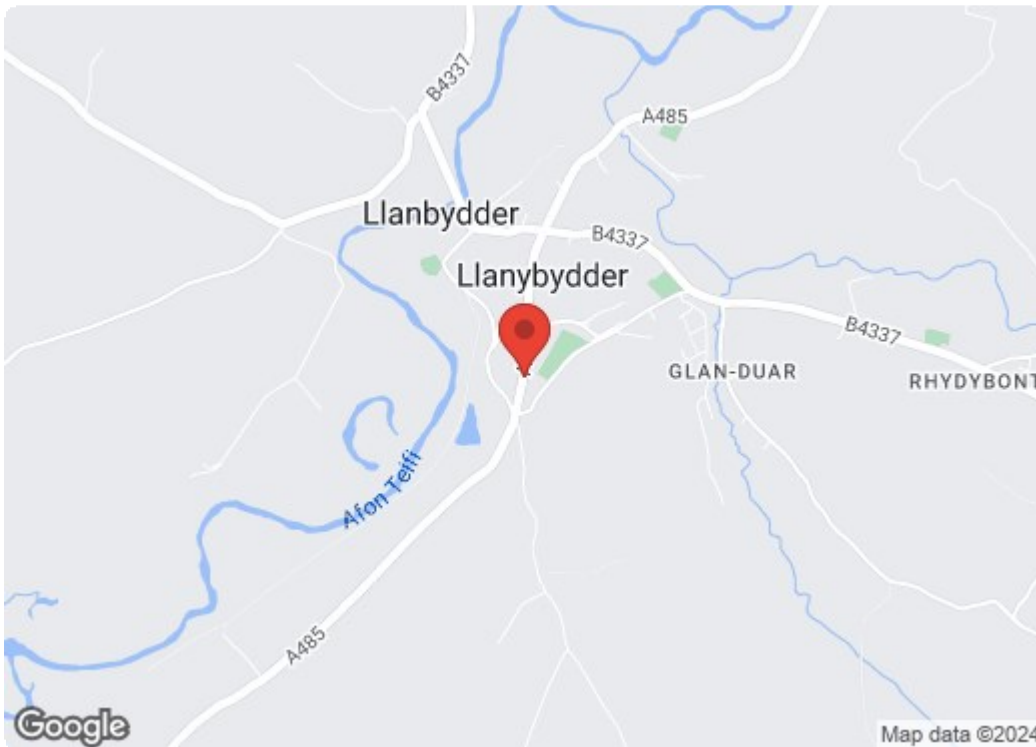 B4337
A485
Llanbydder
B4337
Llanybydder
B4337
GLAN-DUAR
RHYDYBONT
Afon Teifi
A485
Google
Map data ©2024